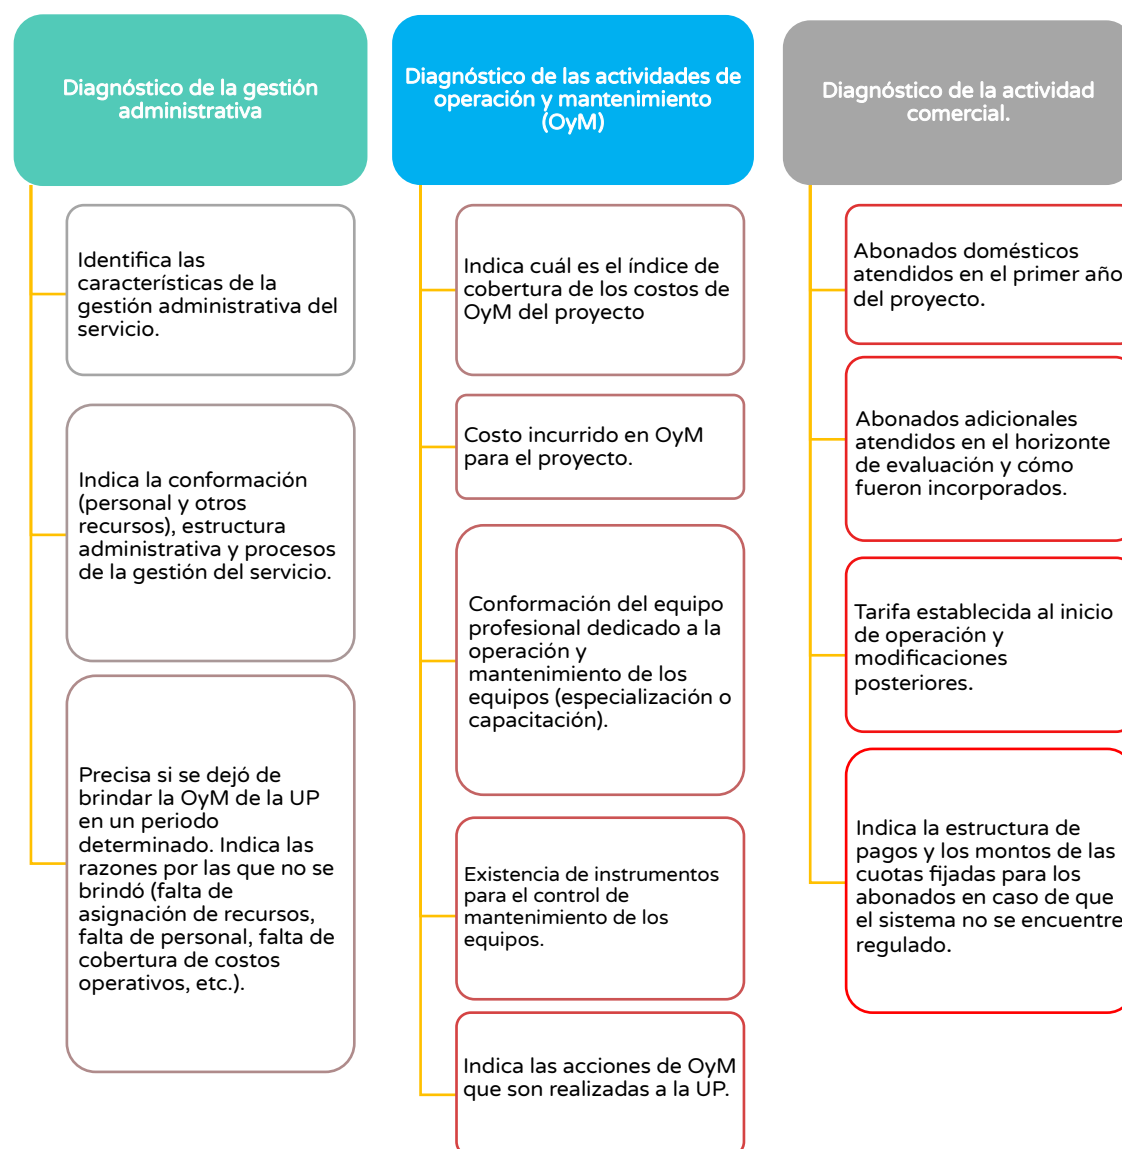 Diagnóstico de la gestión
administrativa
Identifica las
características de la
gestión administrativa del
servicio.
Indica la conformación
(personal y otros
recursos), estructura
administrativa y procesos
de la gestión del servicio.
Precisa si se dejó de
brindar la OyM de la UP
en un periodo
determinado. Indica las
razones por las que no se
brindó (falta de
asignación de recursos,
falta de personal, falta de
cobertura de costos
operativos, etc.).
Diagnóstico de las actividades de
operación y mantenimiento
(OyM)
Indica cuál es el índice de
cobertura de los costos de
OyM del proyecto
Costo incurrido en OyM
para el proyecto.
Conformación del equipo
profesional dedicado a la
operación y
mantenimiento de los
equipos (especialización o
capacitación).
Existencia de instrumentos
para el control de
mantenimiento de los
equipos.
Indica las acciones de OyM
que son realizadas a la UP.
Diagnóstico de la actividad
comercial.
Abonados domésticos
atendidos en el primer año
del proyecto.
Abonados adicionales
atendidos en el horizonte
de evaluación y cómo
fueron incorporados.
Tarifa establecida al inicio
de operación y
modificaciones
posteriores.
Indica la estructura de
pagos y los montos de las
cuotas fijadas para los
abonados en caso de que
el sistema no se encuentre
regulado.